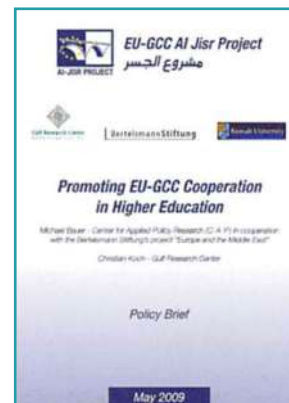 EU-GCC Al Jisr Project
مشروع الجسر
Al-JISR PROJECT
Gulf Research Center
BertelsmannStiftung
Kuwait University
Promoting EU-GCC Cooperation
in Higher Education
Michael Bauer - Center for Applied Policy Research (C·A·P) in cooperation
with the Bertelsmann Stiftung's project "Europe and the Middle East"
Christian Koch - Gulf Research Center
Policy Brief
May 2009